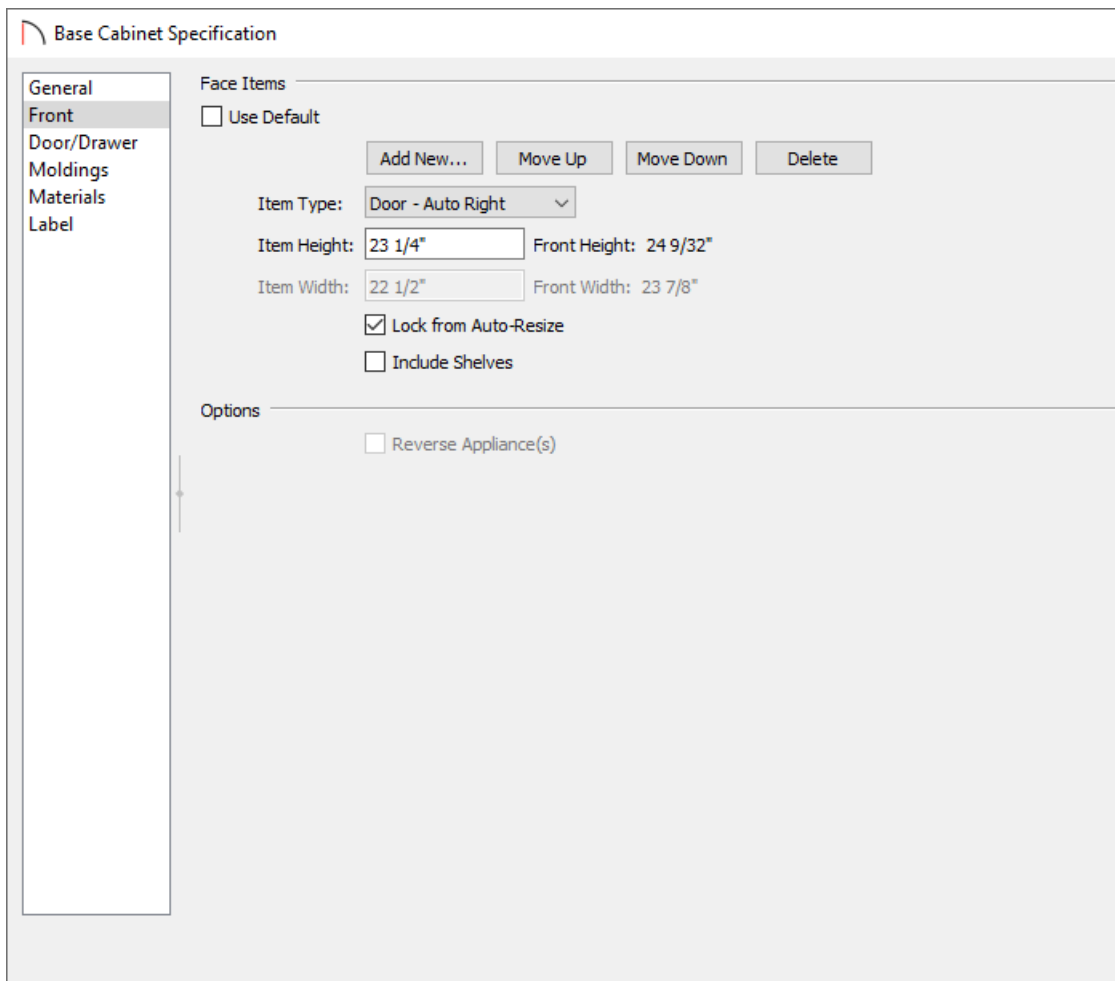 Base Cabinet Specification
General
Front
Door/Drawer
Moldings
Materials
Label
Face Items
Use Default
Add New... Move Up Move Down Delete
Item Type: Door - Auto Right
Item Height: 23 1/4" Front Height: 24 9/32"
Item Width: 22 1/2" Front Width: 23 7/8"
Lock from Auto-Resize
Include Shelves
Options
Reverse Appliance(s)